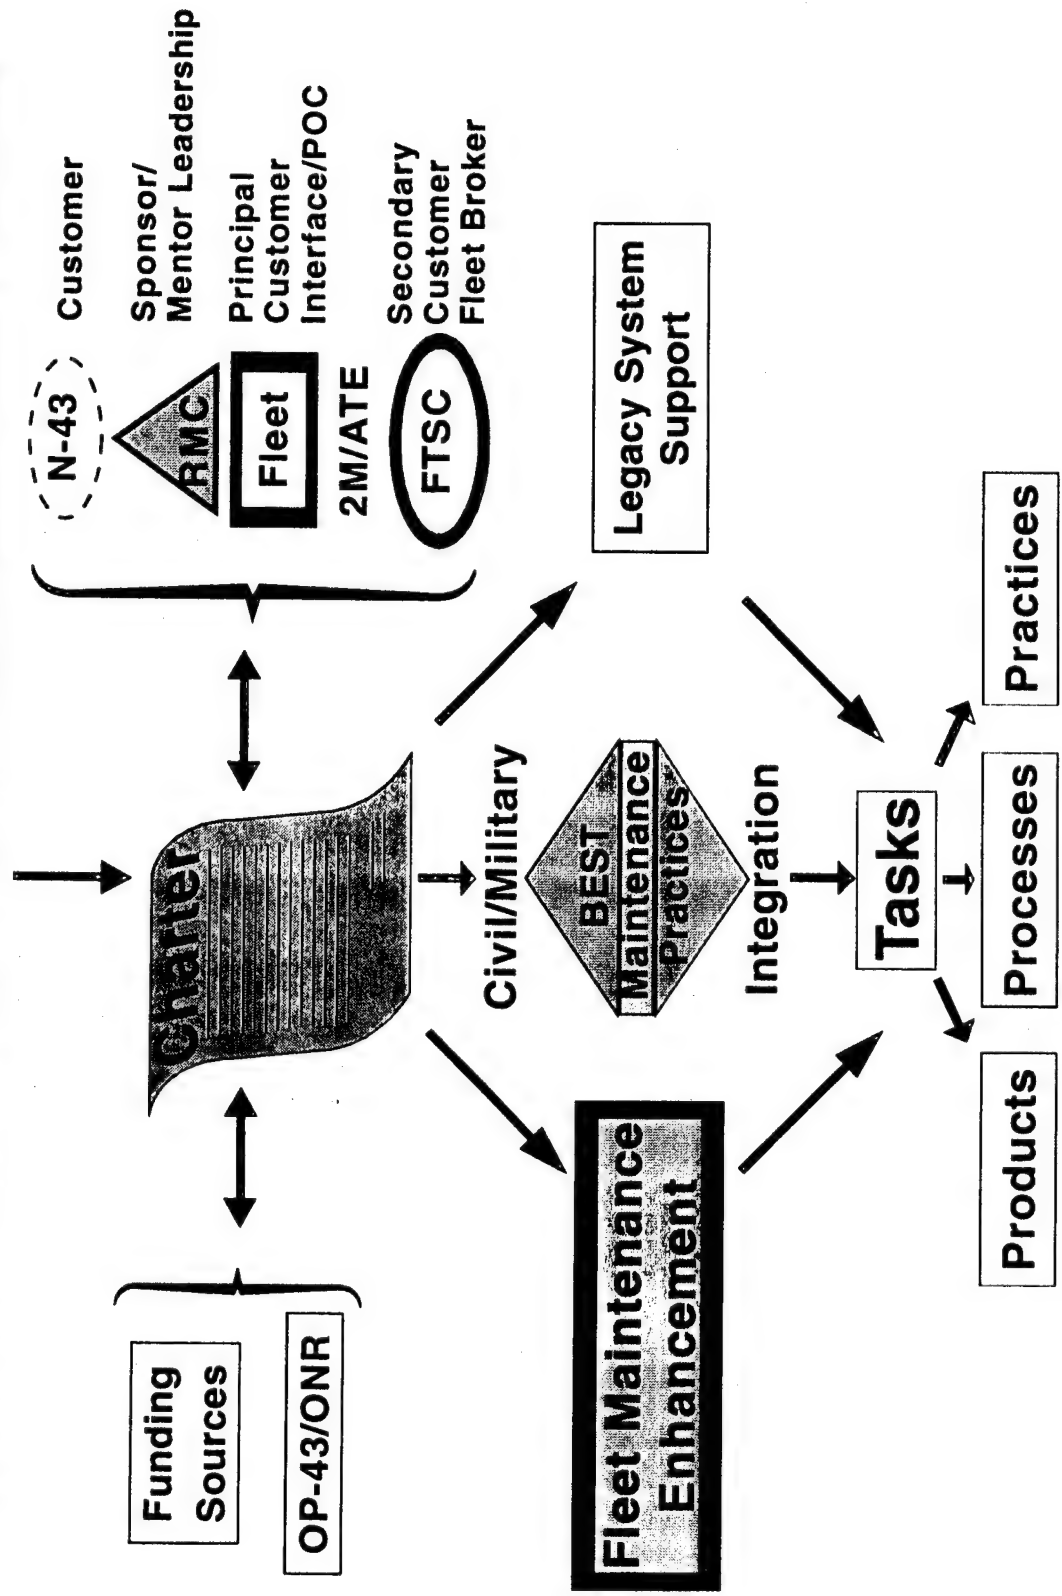 Funding
Sources
OP-43/ONR
Charter
N-43
Customer
RMC
Sponsor/
Mentor Leadership
Fleet
Principal
Customer
Interface/POC
2M/ATE
FTSC
Secondary
Customer
Fleet Broker
Fleet Maintenance
Enhancement
Civil/Military
BEST
Maintenance
Practices
Integration
Legacy System
Support
Tasks
Products
Processes
Practices